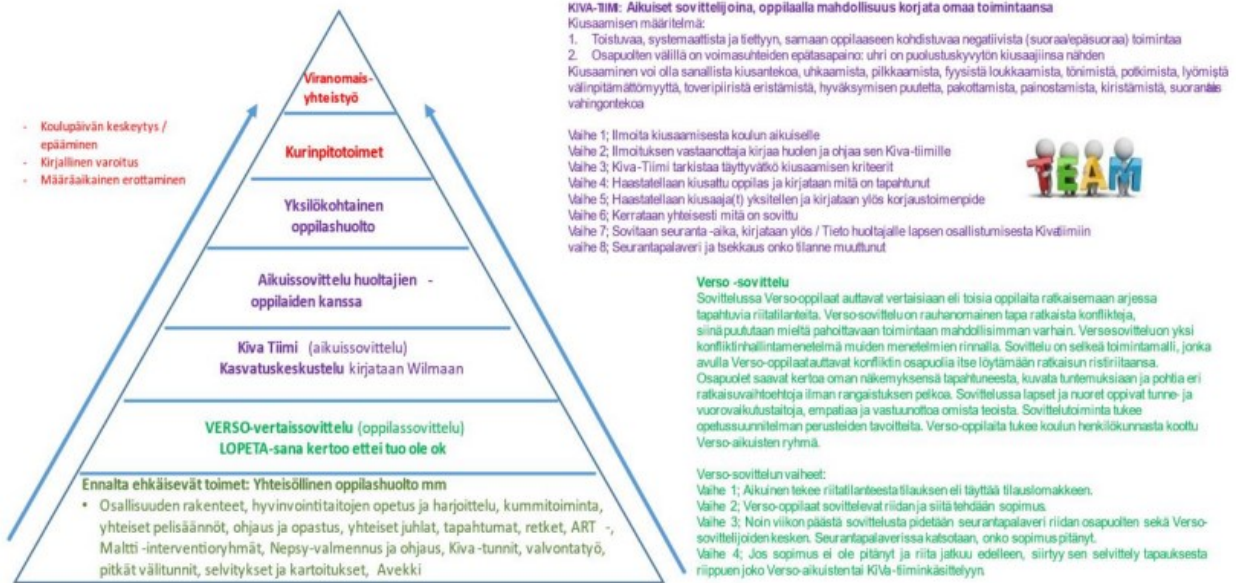 Viranomais-
yhteistyö
- Koulupäivän keskeytys /
epääminen
- Kirjallinen varoitus
- Määräaikainen erottaminen
Kurinpitotoimet
Yksilökohtainen
oppilashuolto
Aikuissovittelu huoltajien -
oppilaiden kanssa
Kiva Tiimi (aikuissovittelu)
Kasvatuskeskustelu kirjataan Wilmaan
VERSO-vertaissovittelu (oppilassovittelu)
LOPETA-sana kertoo ettei tuo ole ok
Ennalta ehkäisevät toimet: Yhteisöllinen oppilashuolto mm
• Osallisuuden rakenteet, hyvinvointitaitojen opetus ja harjoittelu, kummitoiminta,
yhteiset pelisäännöt, ohjaus ja opastus, yhteiset juhlat, tapahtumat, retket, ART -,
Maltti -interventioryhmät, Nepsy-valmennus ja ohjaus, Kiva -tunnit, valvontatyö,
pitkät välitunnit, selvitykset ja kartoitukset, Avekki
KIVA-TIIMI: Aikuiset sovittelijoina, oppilaalla mahdollisuus korjata omaa toimintaansa
Kiusaamisen määritelmä:
1. Toistuvaa, systemaattista ja tiettyyn, samaan oppilaaseen kohdistuvaa negatiivista (suoraa/epäsuoraa) toimintaa
2. Osapuolten välillä on voimasuhteiden epätasapaino: uhri on puolustuskyvytön kiusaajiinsa nähden
Kiusaaminen voi olla sanallista kiusantekoa, uhkaamista, pilkkaamista, fyysistä loukkaamista, tönimistä, potkimista, lyömistä
välinpitämättömyyttä, toveripiiristä eristämistä, hyväksymisen puutetta, pakottamista, painostamista, kiristämistä, suoranais
vahingontekoa
Vaihe 1; Ilmoita kiusaamisesta koulun aikuiselle
Vaihe 2; Ilmoituksen vastaanottaja kirjaa huolen ja ohjaa sen Kiva-tiimille
Vaihe 3; Kiva-Tiimi tarkistaa täyttyvätkö kiusaamisen kriteerit
Vaihe 4: Haastatellaan kiusattu oppilas ja kirjataan mitä on tapahtunut
Vaihe 5; Haastatellaan kiusaaja(t) yksitellen ja kirjataan ylös korjaustoimenpide
Vaihe 6; Kerrataan yhteisesti mitä on sovittu
Vaihe 7; Sovitaan seuranta -aika, kirjataan ylös / Tieto huoltajalle lapsen osallistumisesta Kivatiimiin
vaihe 8; Seurantapalaveri ja tsekkaus onko tilanne muuttunut
TEAM
Verso -sovittelu
Sovittelussa Verso-oppilaat auttavat vertaisiaan eli toisia oppilaita ratkaisemaan arjessa
tapahtuvia riitatilanteita. Verso-sovittelu on rauhanomainen tapa ratkaista konflikteja,
siinä puututaan mieltä pahoittavaan toimintaan mahdollisimman varhain. Verso-sovittelu on yksi
konfliktinhallintamenetelmä muiden menetelmien rinnalla. Sovittelu on selkeä toimintamalli, jonka
avulla Verso-oppilaat auttavat konfliktin osapuolia itse löytämään ratkaisun ristiriitaansa.
Osapuolet saavat kertoa oman näkemyksensä tapahtuneesta, kuvata tuntemuksiaan ja pohtia eri
ratkaisuvaihtoehtoja ilman rangaistuksen pelkoa. Sovittelussa lapset ja nuoret oppivat tunne- ja
vuorovaikutustaitoja, empatiaa ja vastuunottoa omista teoista. Sovittelutoiminta tukee
opetussuunnitelman perusteiden tavoitteita. Verso-oppilaita tukee koulun henkilökunnasta koottu
Verso-aikuisten ryhmä.
Verso-sovittelun vaiheet:
Vaihe 1; Aikuinen tekee riitatilanteesta tilauksen eli täyttää tilauslomakkeen.
Vaihe 2; Verso-oppilaat sovittelevat riidan ja siitä tehdään sopimus.
Vaihe 3; Noin viikon päästä sovittelusta pidetään seurantapalaveri riidan osapuolten sekä Verso-
sovittelijoiden kesken. Seurantapalaverissa katsotaan, onko sopimus pitänyt.
Vaihe 4; Jos sopimus ei ole pitänyt ja riita jatkuu edelleen, siirtyy sen selvittely tapauksesta
riippuen joko Verso-aikuisten tai KiVa-tiimin käsittelyyn.